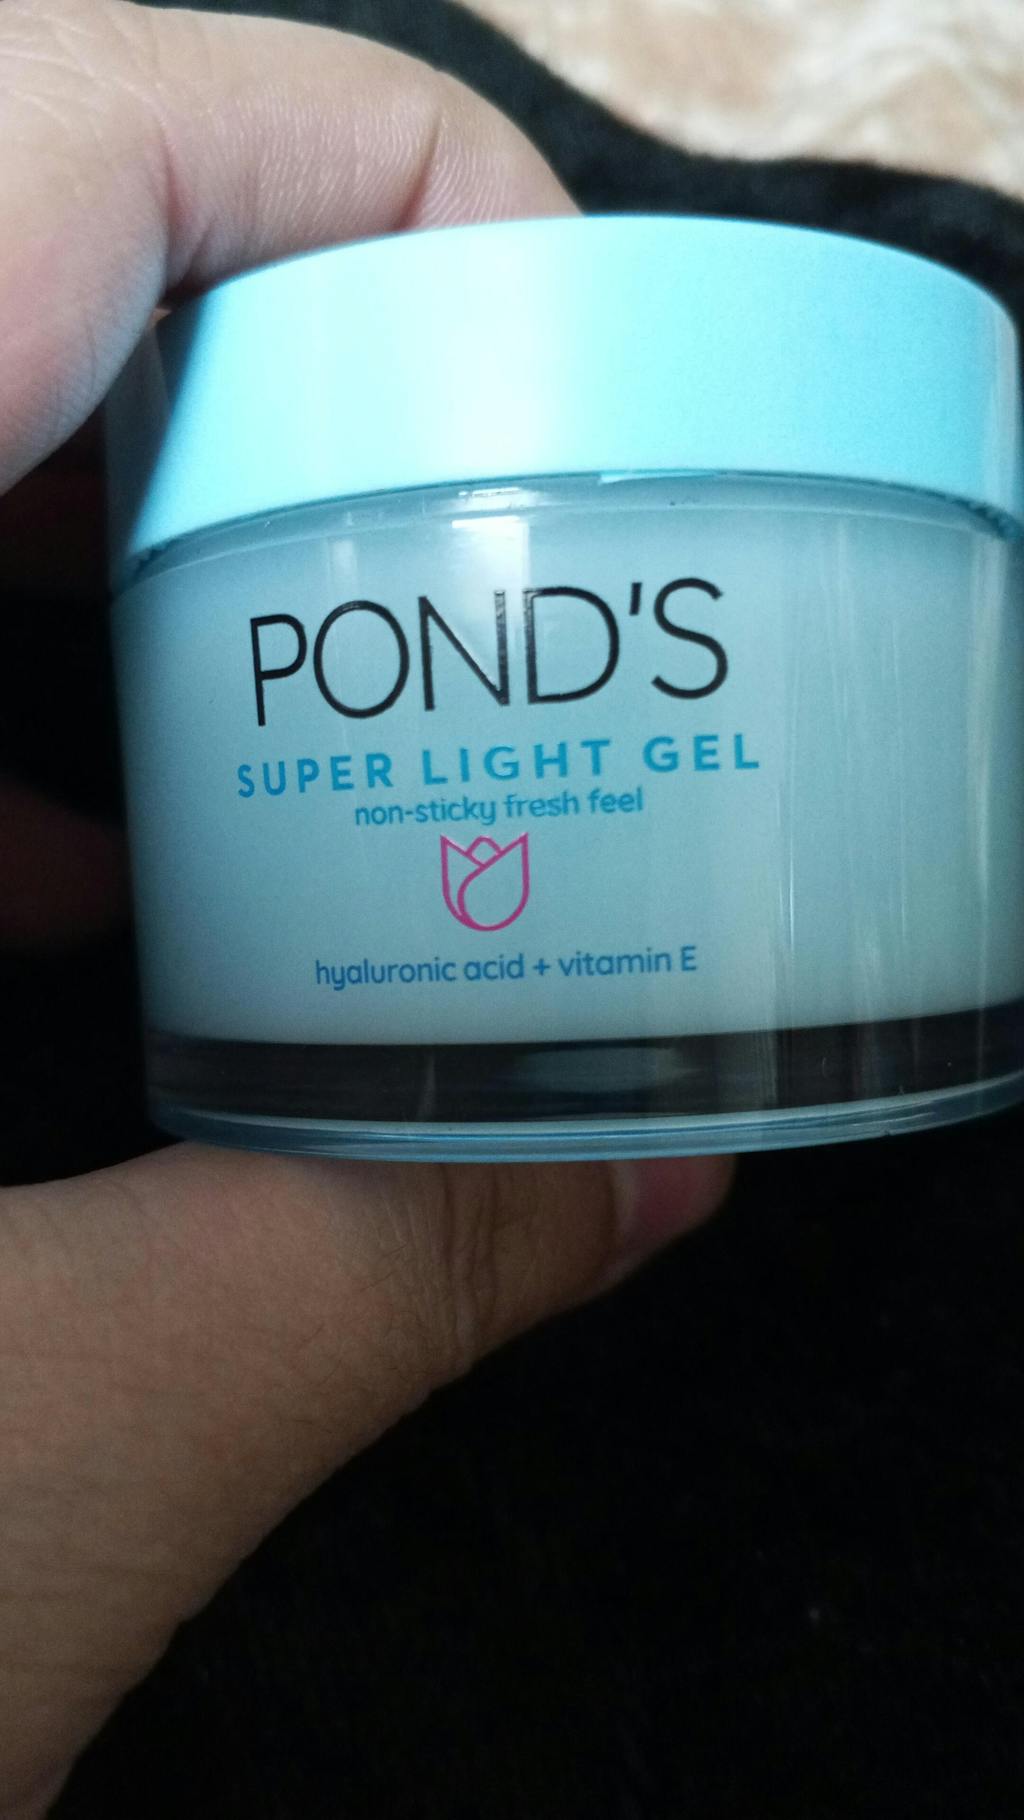 POND'S
SUPER LIGHT GEL
non-sticky fresh feel
hyaluronic acid + vitamin E